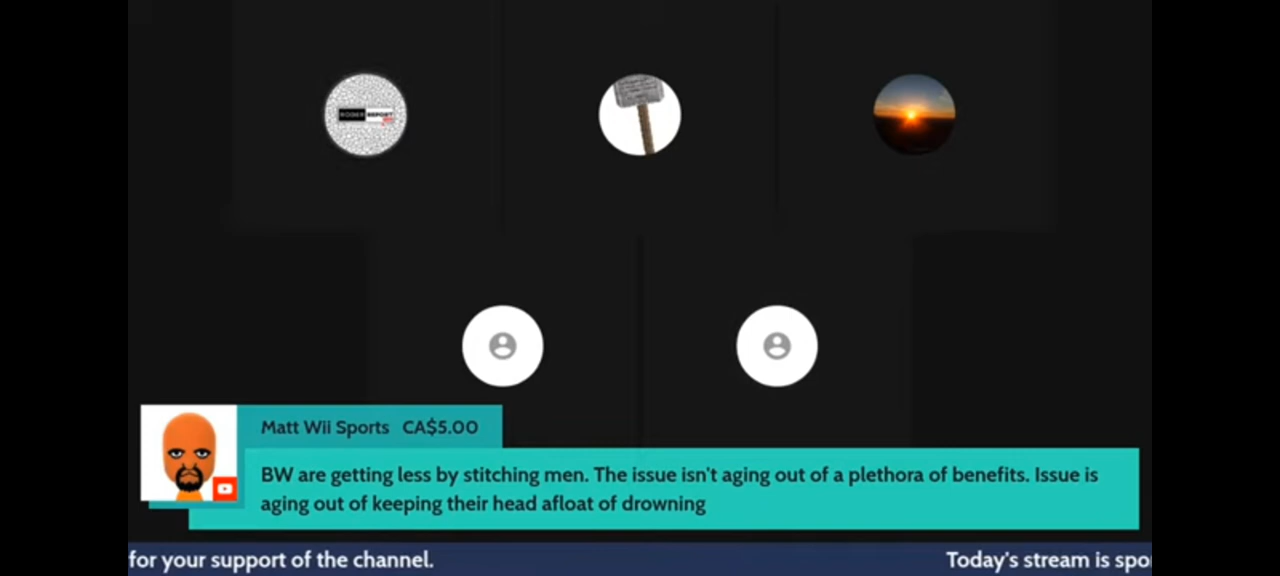 ROGER REPORT
Matt Wii Sports CA$5.00
BW are getting less by stitching men. The issue isn't aging out of a plethora of benefits. Issue is
aging out of keeping their head afloat of drowning
for your support of the channel. Today's stream is spo